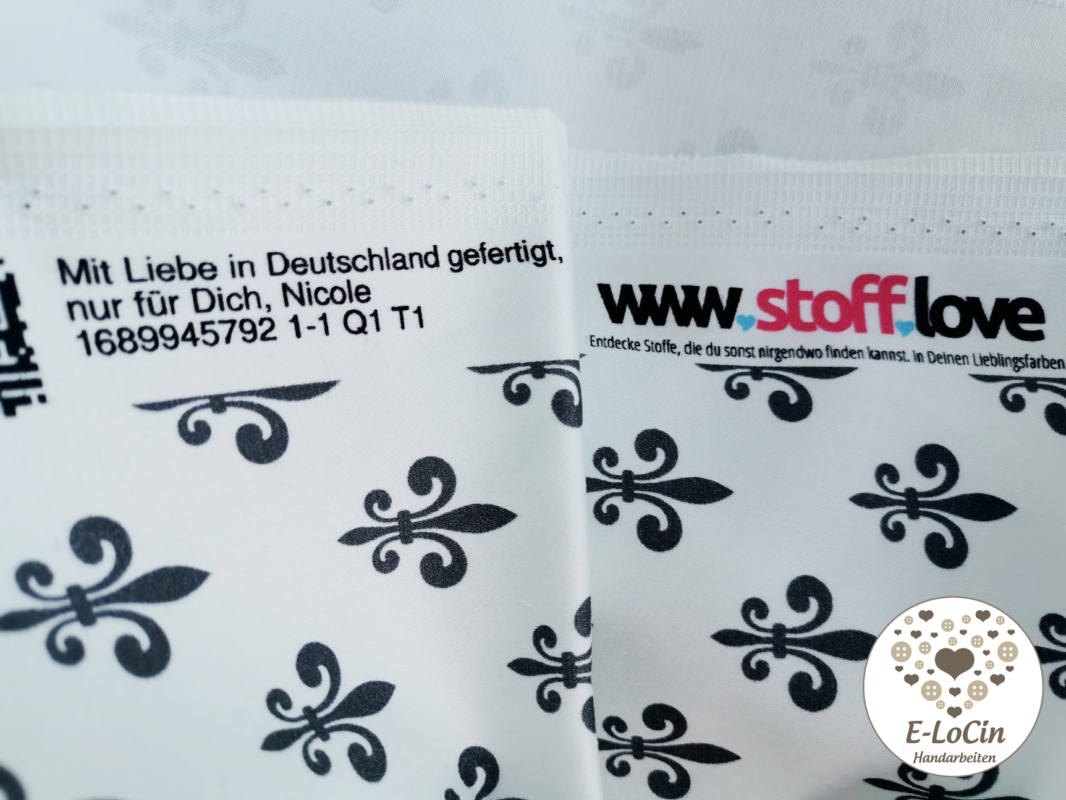 Mit Liebe in Deutschland gefertigt,
nur für Dich, Nicole
1689945792 1-1 Q1 T1
www.stoff.love
Entdecke Stoffe, die du sonst nirgendwo finden kannst. in Deinen Lieblingsfarben
E-LoCin
Handarbeiten